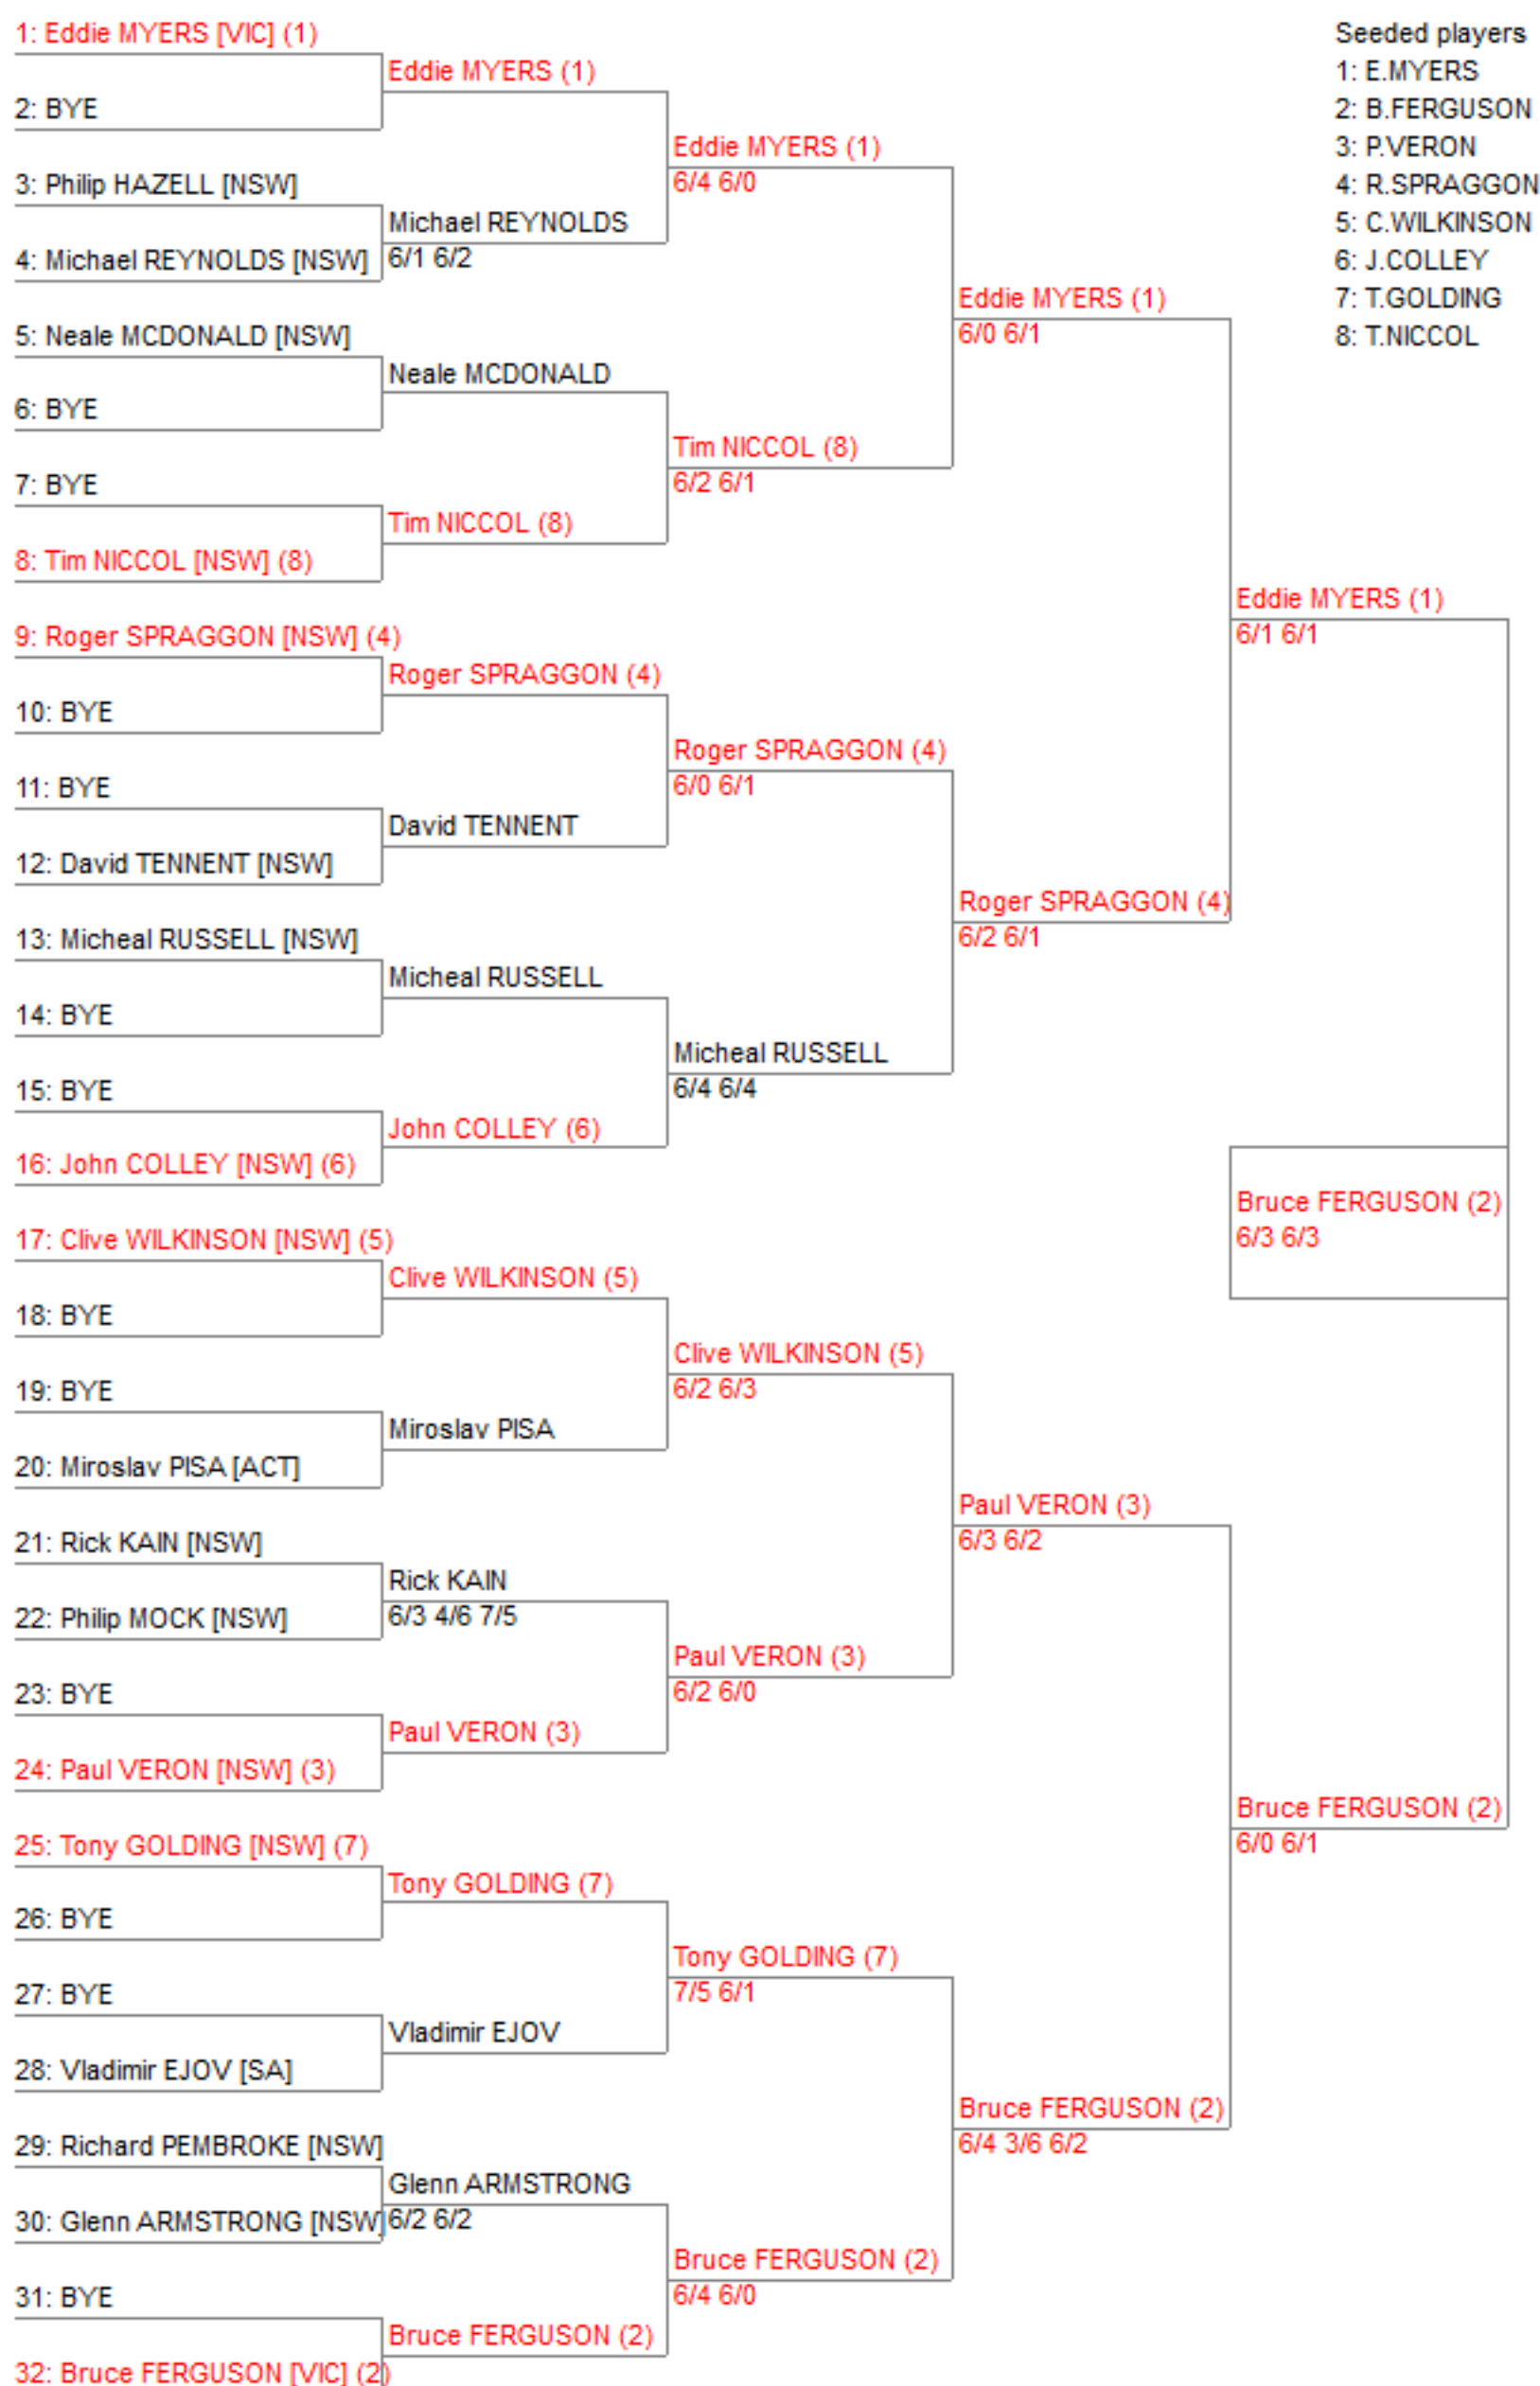 1: Eddie MYERS [VIC] (1)
2: BYE
3: Philip HAZELL [NSW]
4: Michael REYNOLDS [NSW]
5: Neale MCDONALD [NSW]
6: BYE
7: BYE
8: Tim NICCOL [NSW] (8)
9: Roger SPRAGGON [NSW] (4)
10: BYE
11: BYE
12: David TENNENT [NSW]
13: Micheal RUSSELL [NSW]
14: BYE
15: BYE
16: John COLLEY [NSW] (6)
17: Clive WILKINSON [NSW] (5)
18: BYE
19: BYE
20: Miroslav PISA [ACT]
21: Rick KAIN [NSW]
22: Philip MOCK [NSW]
23: BYE
24: Paul VERON [NSW] (3)
25: Tony GOLDING [NSW] (7)
26: BYE
27: BYE
28: Vladimir EJOV [SA]
29: Richard PEMBROKE [NSW]
30: Glenn ARMSTRONG [NSW]
31: BYE
32: Bruce FERGUSON [VIC] (2)
Eddie MYERS (1)
Michael REYNOLDS
6/1 6/2
Neale MCDONALD
Tim NICCOL (8)
Roger SPRAGGON (4)
David TENNENT
Micheal RUSSELL
John COLLEY (6)
Clive WILKINSON (5)
Miroslav PISA
Rick KAIN
6/3 4/6 7/5
Paul VERON (3)
Tony GOLDING (7)
Vladimir EJOV
Glenn ARMSTRONG
6/2 6/2
Bruce FERGUSON (2)
Eddie MYERS (1)
6/4 6/0
Tim NICCOL (8)
6/2 6/1
Roger SPRAGGON (4)
6/0 6/1
Micheal RUSSELL
6/4 6/4
Clive WILKINSON (5)
6/2 6/3
Paul VERON (3)
6/2 6/0
Tony GOLDING (7)
7/5 6/1
Bruce FERGUSON (2)
6/4 6/0
Eddie MYERS (1)
6/0 6/1
Roger SPRAGGON (4)
6/2 6/1
Paul VERON (3)
6/3 6/2
Bruce FERGUSON (2)
6/4 3/6 6/2
Eddie MYERS (1)
6/1 6/1
Bruce FERGUSON (2)
6/0 6/1
Bruce FERGUSON (2)
6/3 6/3
Seeded players
1: E.MYERS
2: B.FERGUSON
3: P.VERON
4: R.SPRAGGON
5: C.WILKINSON
6: J.COLLEY
7: T.GOLDING
8: T.NICCOL